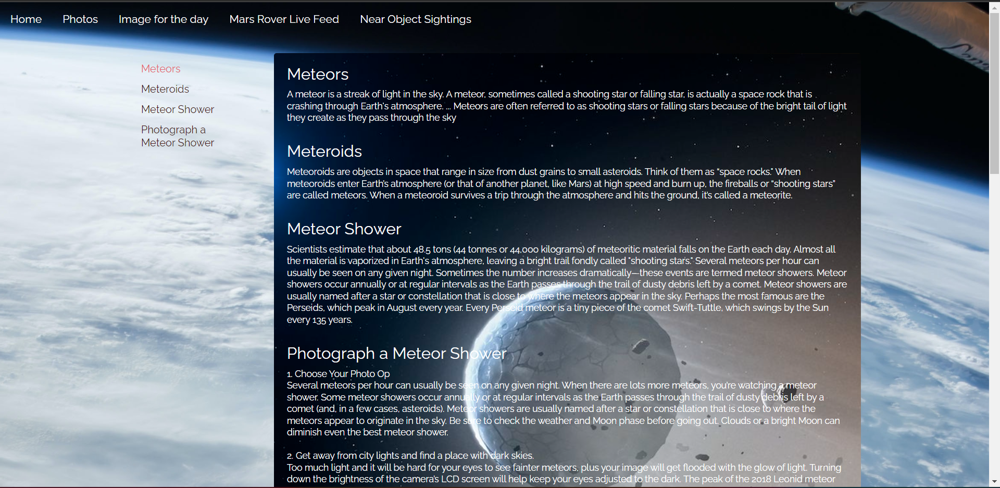 Home Photos Image for the day Mars Rover Live Feed Near Object Sightings
Meteors
Meteroids
Meteor Shower
Photograph a
Meteor Shower
Meteors
A meteor is a streak of light in the sky. A meteor, sometimes called a shooting star or falling star, is actually a space rock that is
crashing through Earth's atmosphere. ... Meteors are often referred to as shooting stars or falling stars because of the bright tail of light
they create as they pass through the sky
Meteroids
Meteoroids are objects in space that range in size from dust grains to small asteroids. Think of them as “space rocks." When
meteoroids enter Earth’s atmosphere (or that of another planet, like Mars) at high speed and burn up, the fireballs or “shooting stars”
are called meteors. When a meteoroid survives a trip through the atmosphere and hits the ground, it’s called a meteorite.
Meteor Shower
Scientists estimate that about 48.5 tons (44 tonnes or 44,000 kilograms) of meteoritic material falls on the Earth each day. Almost all
the material is vaporized in Earth's atmosphere, leaving a bright trail fondly called "shooting stars." Several meteors per hour can
usually be seen on any given night. Sometimes the number increases dramatically—these events are termed meteor showers. Meteor
showers occur annually or at regular intervals as the Earth passes through the trail of dusty debris left by a comet. Meteor showers are
usually named after a star or constellation that is close to where the meteors appear in the sky. Perhaps the most famous are the
Perseids, which peak in August every year. Every Perseid meteor is a tiny piece of the comet Swift-Tuttle, which swings by the Sun
every 135 years.
Photograph a Meteor Shower
1. Choose Your Photo Op
Several meteors per hour can usually be seen on any given night. When there are lots more meteors, you’re watching a meteor
shower. Some meteor showers occur annually or at regular intervals as the Earth passes through the trail of dusty debris left by a
comet (and, in a few cases, asteroids). Meteor showers are usually named after a star or constellation that is close to where the
meteors appear to originate in the sky. Be sure to check the weather and Moon phase before going out. Clouds or a bright Moon can
diminish even the best meteor shower.
2. Get away from city lights and find a place with dark skies.
Too much light and it will be hard for your eyes to see fainter meteors, plus your image will get flooded with the glow of light. Turning
down the brightness of the camera’s LCD screen will help keep your eyes adjusted to the dark. The peak of the 2018 Leonid meteor